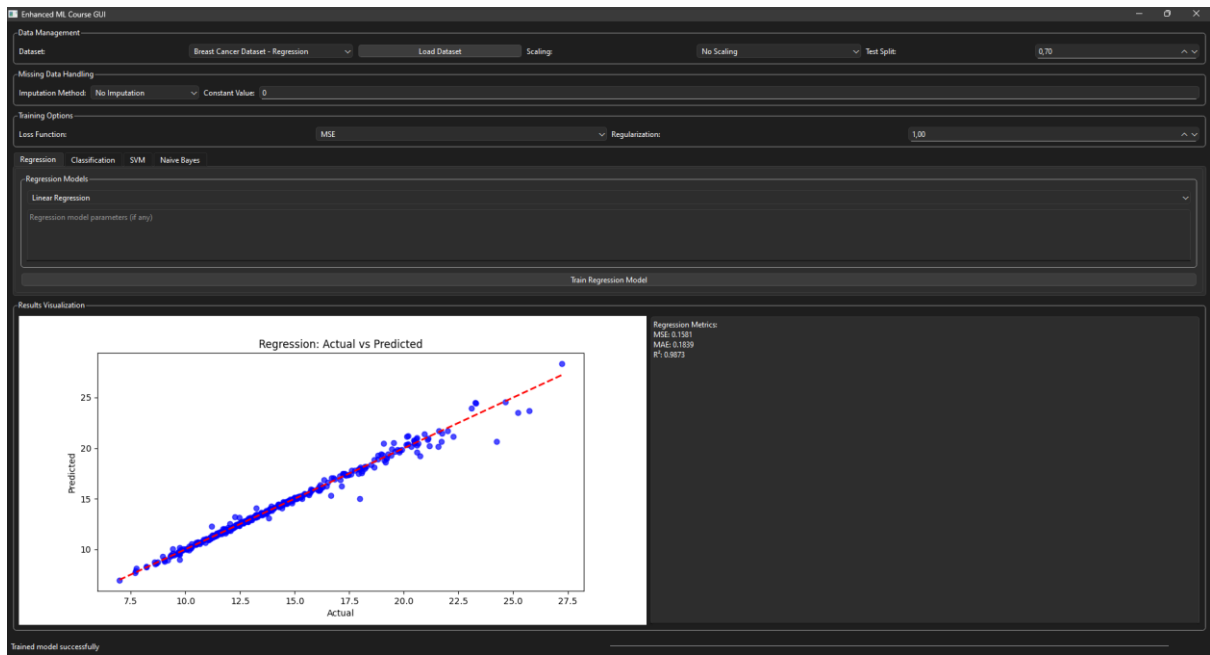 Enhanced ML Course GUI
Data Management
Dataset: Breast Cancer Dataset - Regression Load Dataset Scaling: No Scaling Test Split: 0,70
Missing Data Handling
Imputation Method: No Imputation Constant Value: 0
Training Options
Loss Function: MSE Regularization: 1,00
Regression Classification SVM Naive Bayes
Regression Models
Linear Regression
Regression model parameters (if any)
Train Regression Model
Results Visualization
Regression: Actual vs Predicted
25
20
15
10
Predicted
7.5 10.0 12.5 15.0 17.5 20.0 22.5 25.0 27.5
Actual
Regression Metrics:
MSE: 0.1581
MAE: 0.1839
R²: 0.9873
Trained model successfully